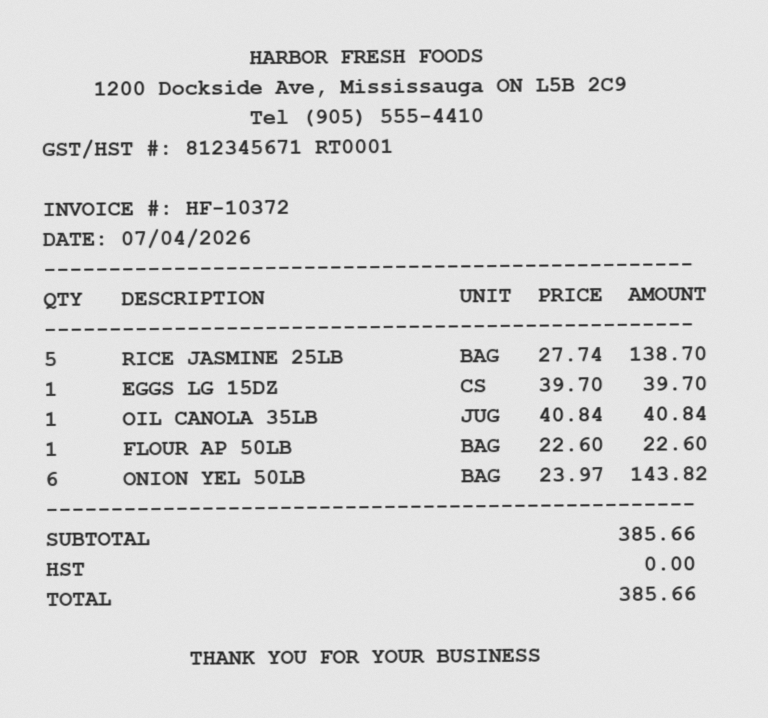 HARBOR FRESH FOODS
1200 Dockside Ave, Mississauga ON L5B 2C9
Tel (905) 555-4410
GST/HST #: 812345671 RT0001
INVOICE #: HF-10372
DATE: 07/04/2026
--------------------------------------------------
QTY DESCRIPTION UNIT PRICE AMOUNT
--------------------------------------------------
5 RICE JASMINE 25LB BAG 27.74 138.70
1 EGGS LG 15DZ CS 39.70 39.70
1 OIL CANOLA 35LB JUG 40.84 40.84
1 FLOUR AP 50LB BAG 22.60 22.60
6 ONION YEL 50LB BAG 23.97 143.82
--------------------------------------------------
SUBTOTAL 385.66
HST 0.00
TOTAL 385.66
THANK YOU FOR YOUR BUSINESS